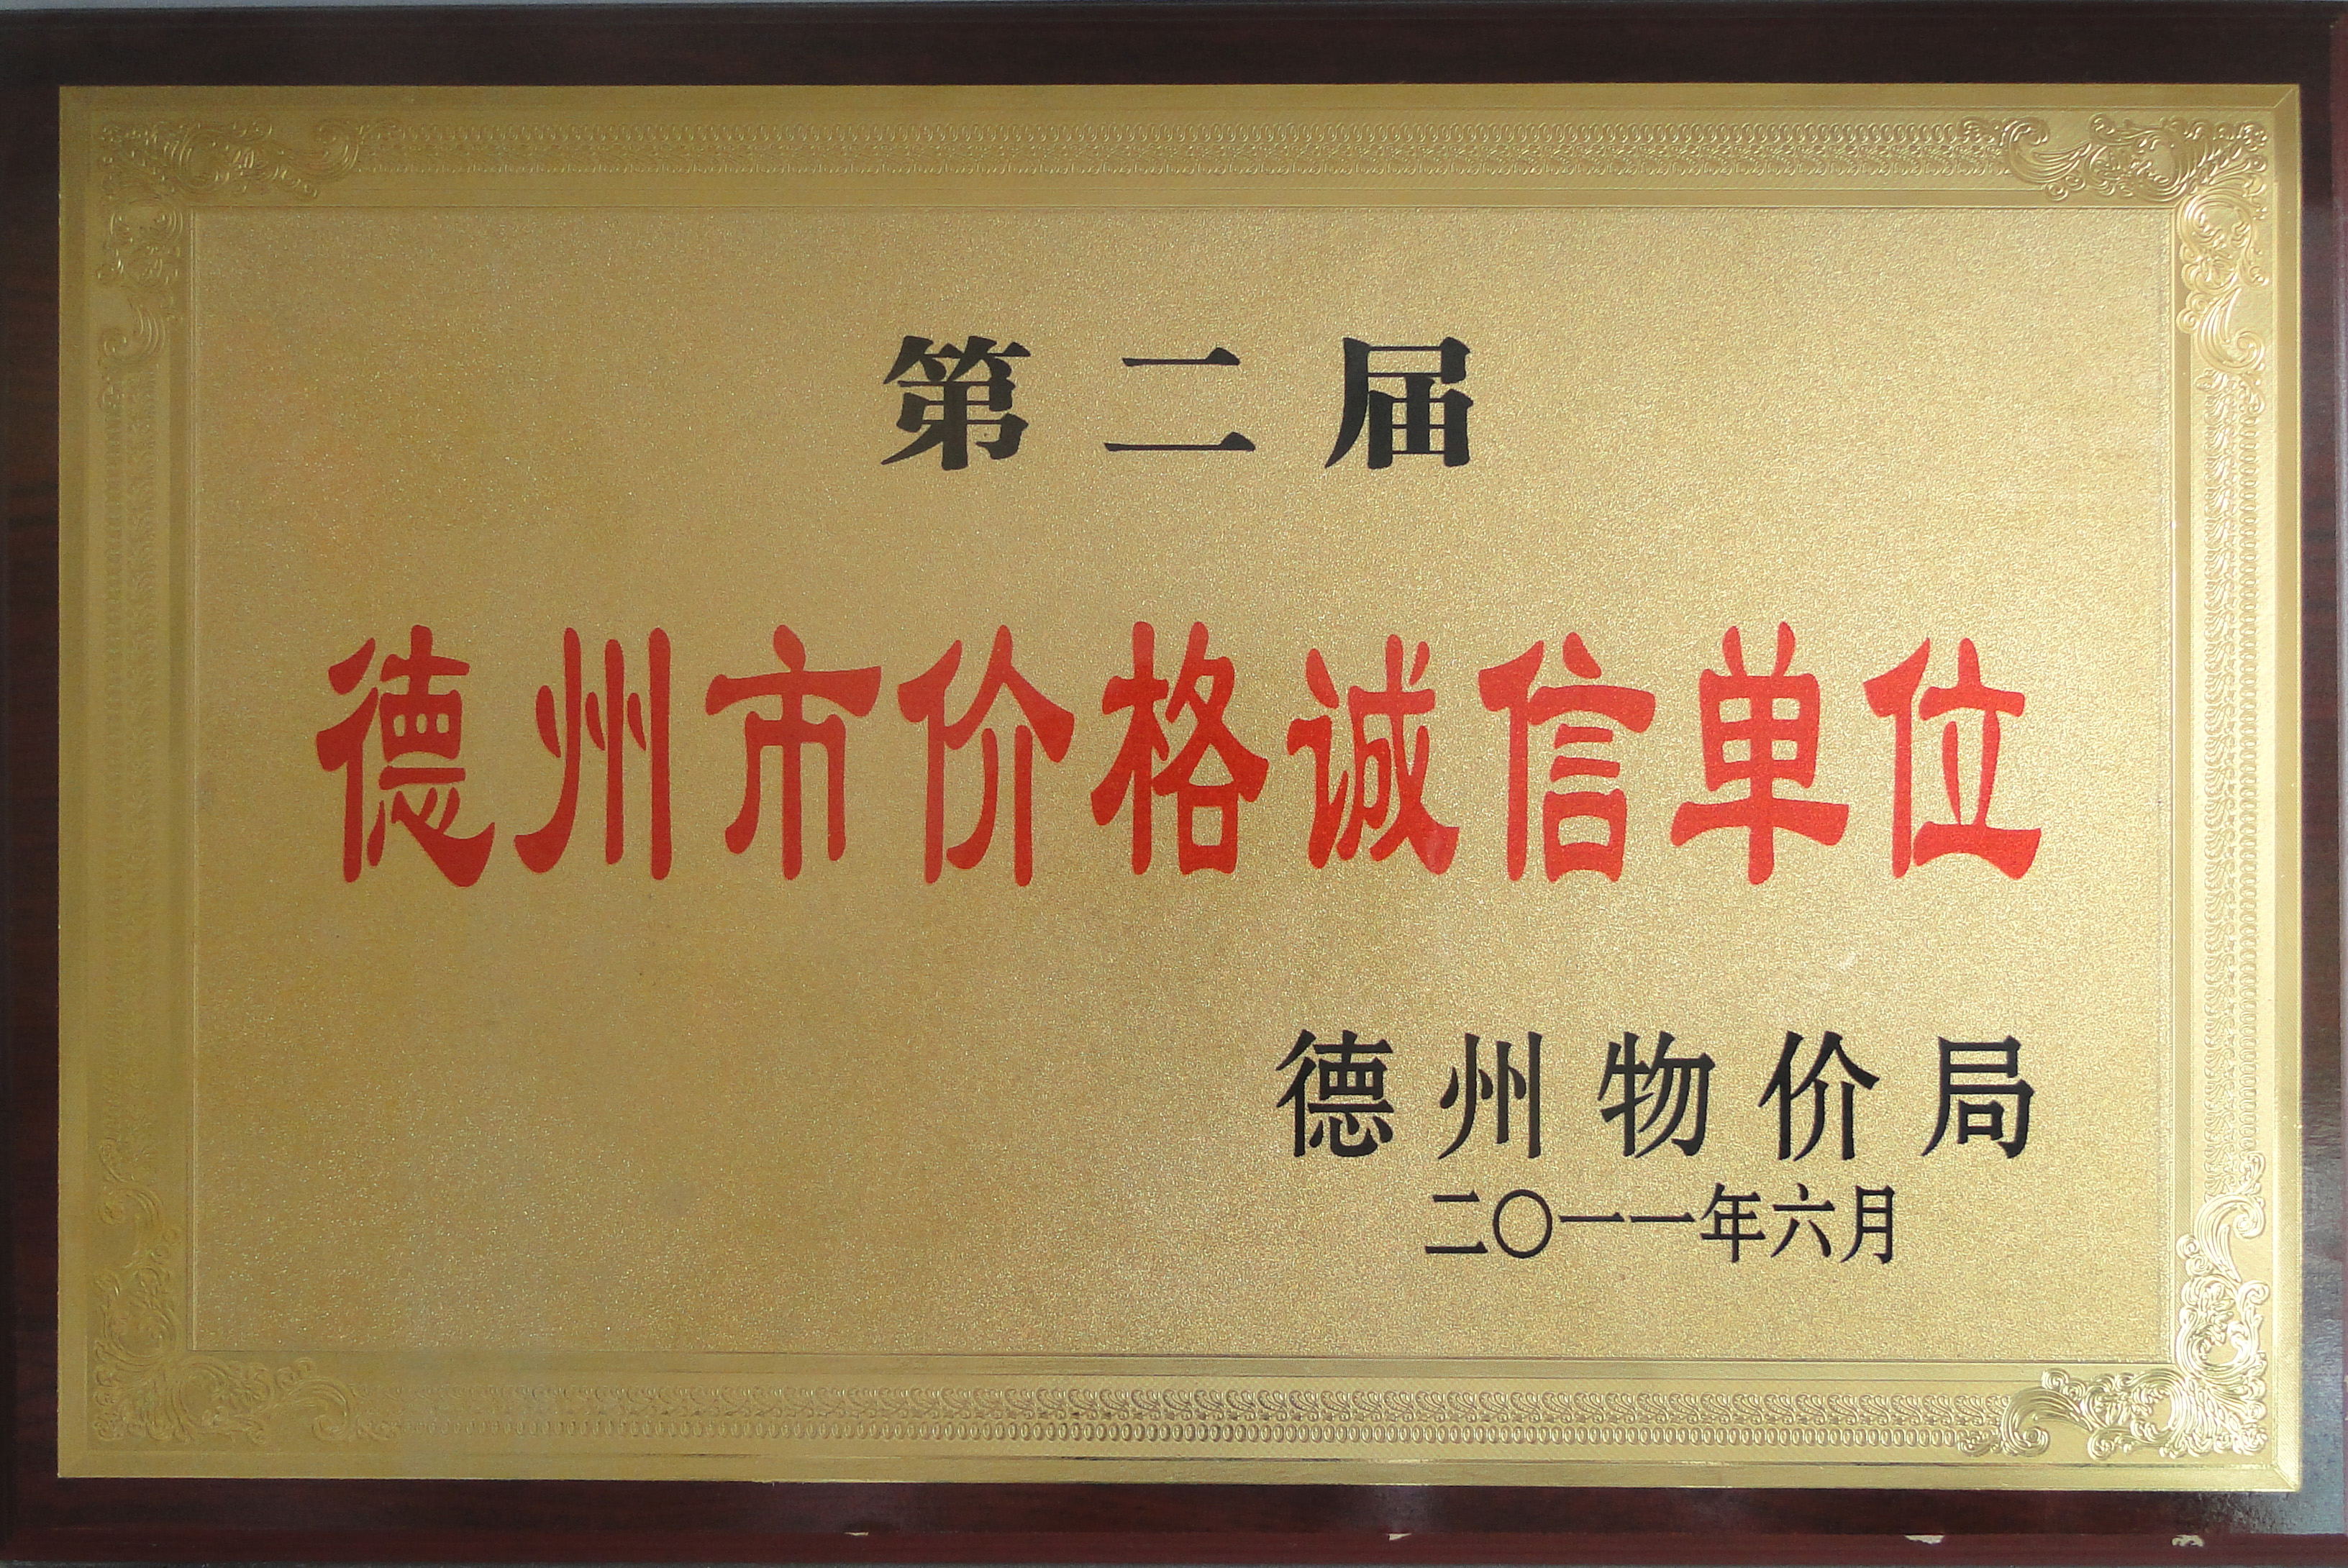 第二届
德州市价格诚信单位
德州物价局
二〇一一年六月